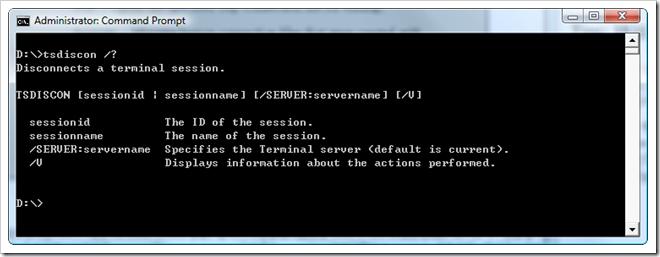 Administrator: Command Prompt
D:\>tsdiscon /?
Disconnects a terminal session.
TSDISCON [sessionid | sessionname] [/SERVER:servername] [/V]
sessionid The ID of the session.
sessionname The name of the session.
/SERVER:servername Specifies the Terminal server (default is current).
/V Displays information about the actions performed.
D:\>